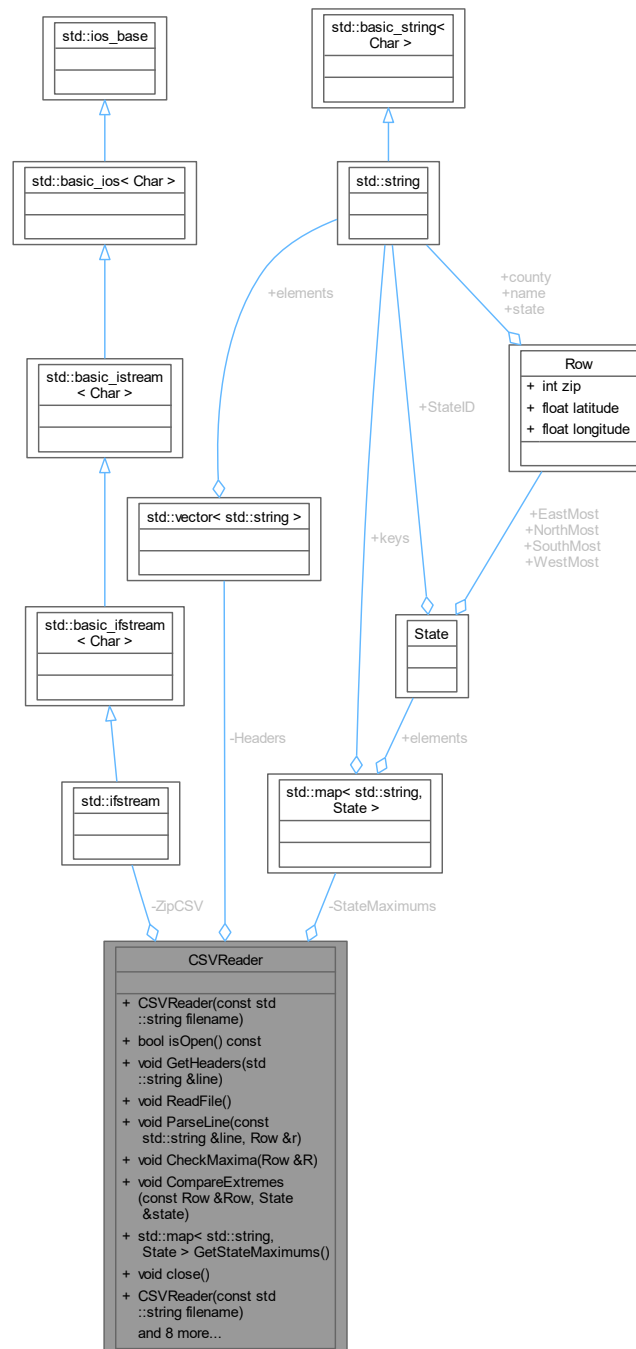 std::ios_base
std::basic_string<
Char >
std::basic_ios< Char >
std::string
+elements
+county
+name
+state
Row
+ int zip
+ float latitude
+ float longitude
std::basic_istream
< Char >
+StateID
std::vector< std::string >
+keys
+EastMost
+NorthMost
+SouthMost
+WestMost
std::basic_ifstream
< Char >
State
-Headers
+elements
std::ifstream
std::map< std::string,
State >
-ZipCSV
-StateMaximums
CSVReader
+ CSVReader(const std
::string filename)
+ bool isOpen() const
+ void GetHeaders(std
::string &line)
+ void ReadFile()
+ void ParseLine(const
std::string &line, Row &r)
+ void CheckMaxima(Row &R)
+ void CompareExtremes
(const Row &Row, State
&state)
+ std::map< std::string,
State > GetStateMaximums()
+ void close()
+ CSVReader(const std
::string filename)
and 8 more...